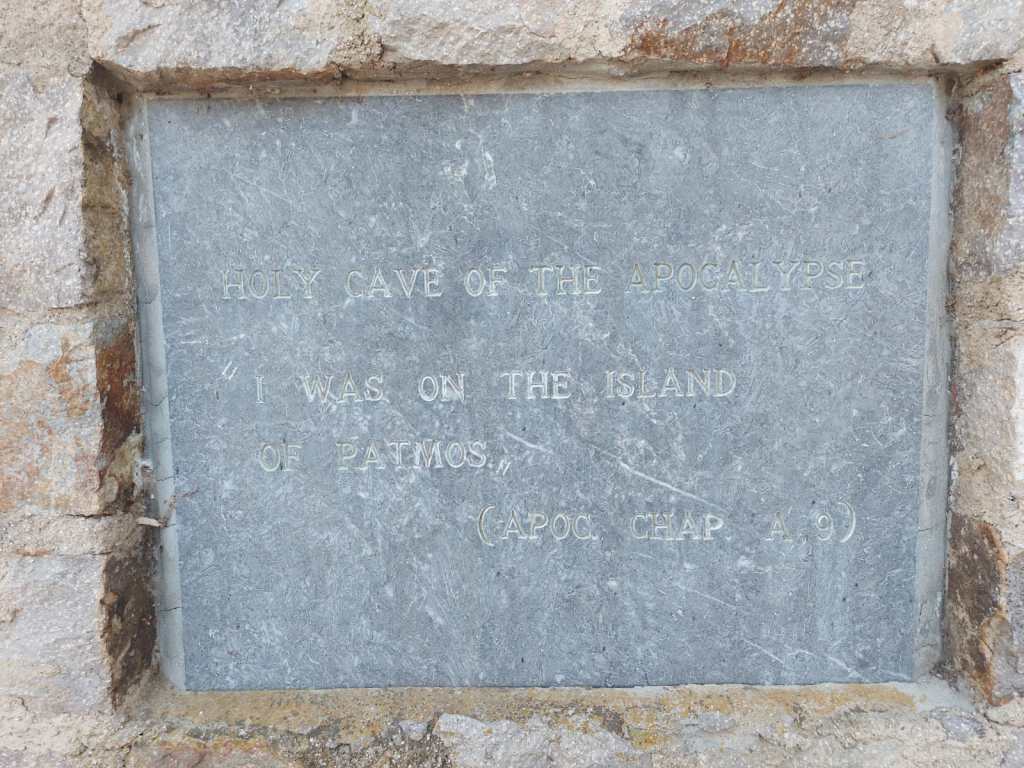 HOLY CAVE OF THE APOCALYPSE
" I WAS ON THE ISLAND
OF PATMOS.„
(APOC. CHAP. A. 9)